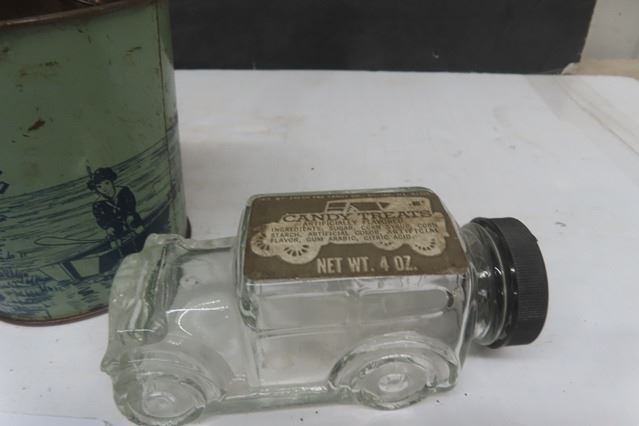 CANDY TREATS
ARTIFICIALLY FLAVORED
INGREDIENTS: SUGAR, CORN SYRUP, CORN
STARCH, ARTIFICIAL COLOR, ARTIFICIAL
FLAVOR, GUM ARABIC, CITRIC ACID.
NET WT. 4 OZ.